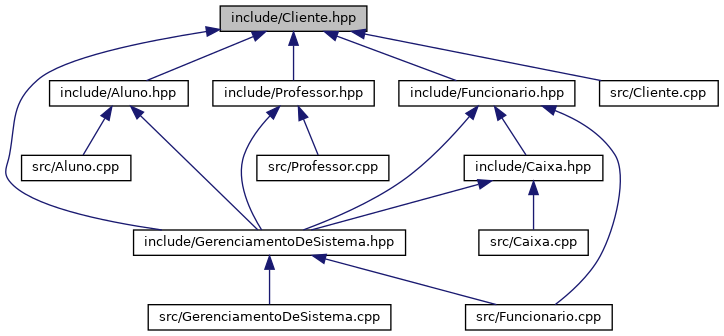 include/Cliente.hpp
include/Aluno.hpp
include/Professor.hpp
include/Funcionario.hpp
src/Cliente.cpp
src/Aluno.cpp
src/Professor.cpp
include/Caixa.hpp
include/GerenciamentoDeSistema.hpp
src/Caixa.cpp
src/GerenciamentoDeSistema.cpp
src/Funcionario.cpp